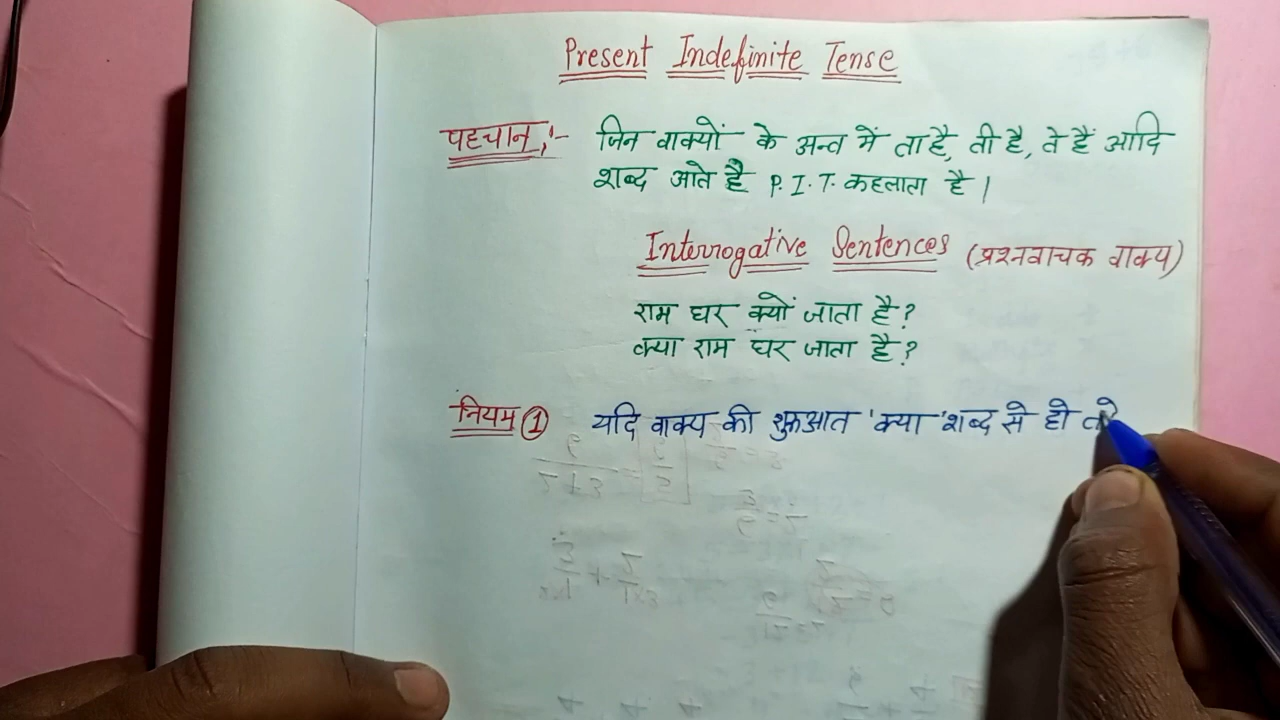 Present Indefinite Tense
पहचान :- जिन वाक्यों के अन्त में ता है, ती है, ते हैं आदि
शब्द आते है P. I. T. कहलाता है।
Interrogative Sentences (प्रश्नवाचक वाक्य)
राम घर क्यों जाता है?
क्या राम घर जाता है?
नियम ① यदि वाक्य की शुरूआत 'क्या' शब्द से हो तो